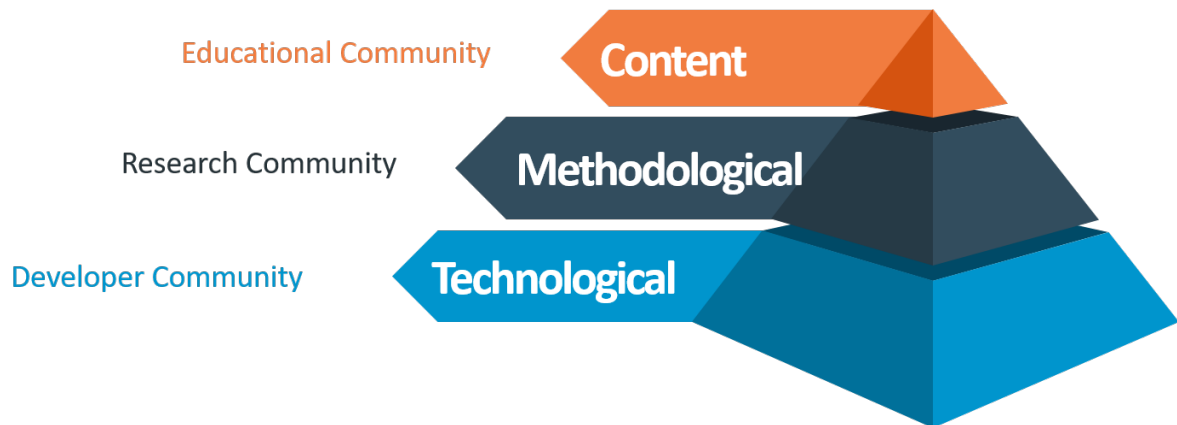 Educational Community
Content
Research Community
Methodological
Developer Community
Technological